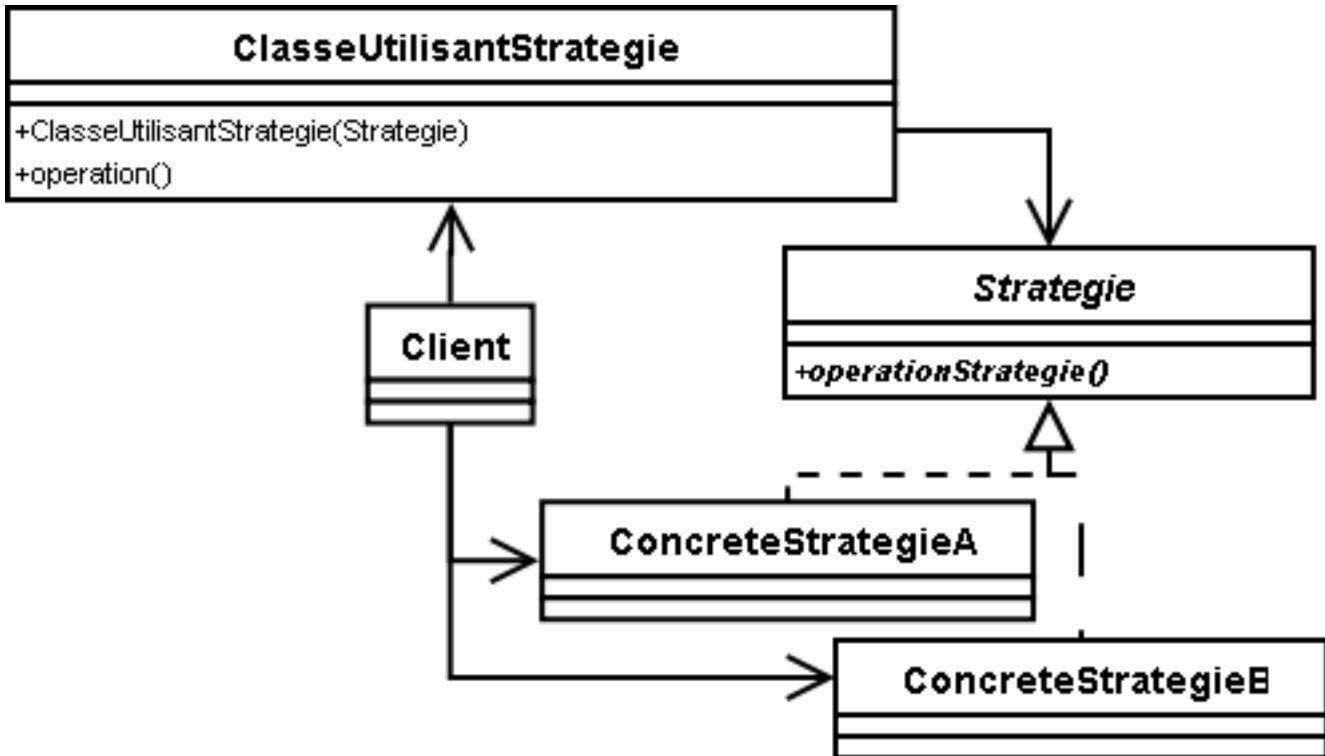 ClasseUtilisantStrategie
+ClasseUtilisantStrategie(Strategie)
+operation()
Strategie
+operationStrategie()
Client
ConcreteStrategieA
ConcreteStrategieB